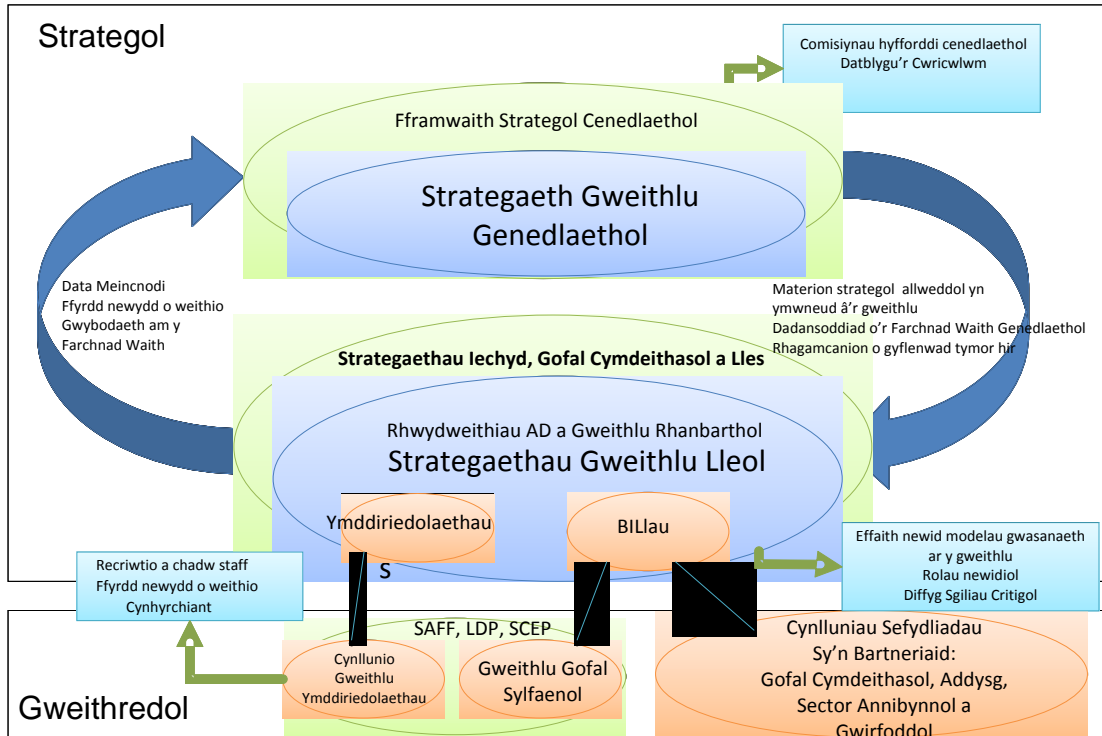 Strategol
Comisiynau hyfforddi cenedlaethol
Datblygu'r Cwricwlwm
Fframwaith Strategol Cenedlaethol
Strategaeth Gweithlu
Genedlaethol
Data Meincnodi
Ffyrdd newydd o weithio
Gwybodaeth am y
Farchnad Waith
Materion strategol allweddol yn
ymwneud â'r gweithlu
Dadansoddiad o'r Farchnad Waith Genedlaethol
Rhagamcanion o gyflenwad tymor hir
Strategaethau Iechyd, Gofal Cymdeithasol a Lles
Rhwydweithiau AD a Gweithlu Rhanbarthol
Strategaethau Gweithlu Lleol
Ymddiriedolaethau
S
BILlau
Effaith newid modelau gwasanaeth
ar y gweithlu
Rolau newidiol
Diffyg Sgiliau Critigol
Recriwtio a chadw staff
Ffyrdd newydd o weithio
Cynhyrchiant
SAFF, LDP, SCEP
Cynllunio
Gweithlu
Ymddiriedolaethau
Gweithlu Gofal
Sylfaenol
Cynlluniau Sefydliadau
Sy'n Bartneriaid:
Gofal Cymdeithasol, Addysg,
Sector Annibynnol a
Gwirfoddol
Gweithredol